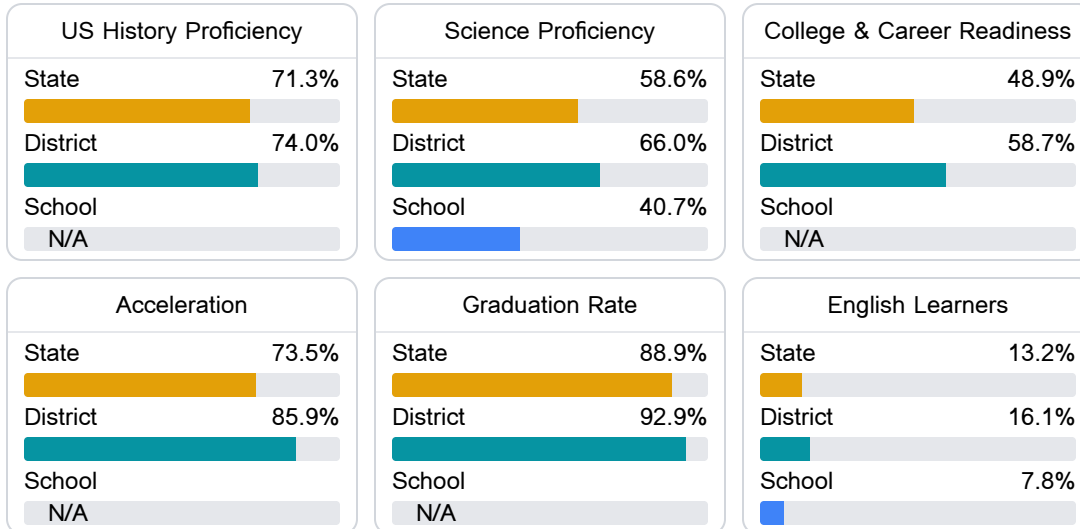 US History Proficiency
State 71.3%
District 74.0%
School
N/A
Science Proficiency
State 58.6%
District 66.0%
School 40.7%
College & Career Readiness
State 48.9%
District 58.7%
School
N/A
Acceleration
State 73.5%
District 85.9%
School
N/A
Graduation Rate
State 88.9%
District 92.9%
School
N/A
English Learners
State 13.2%
District 16.1%
School 7.8%